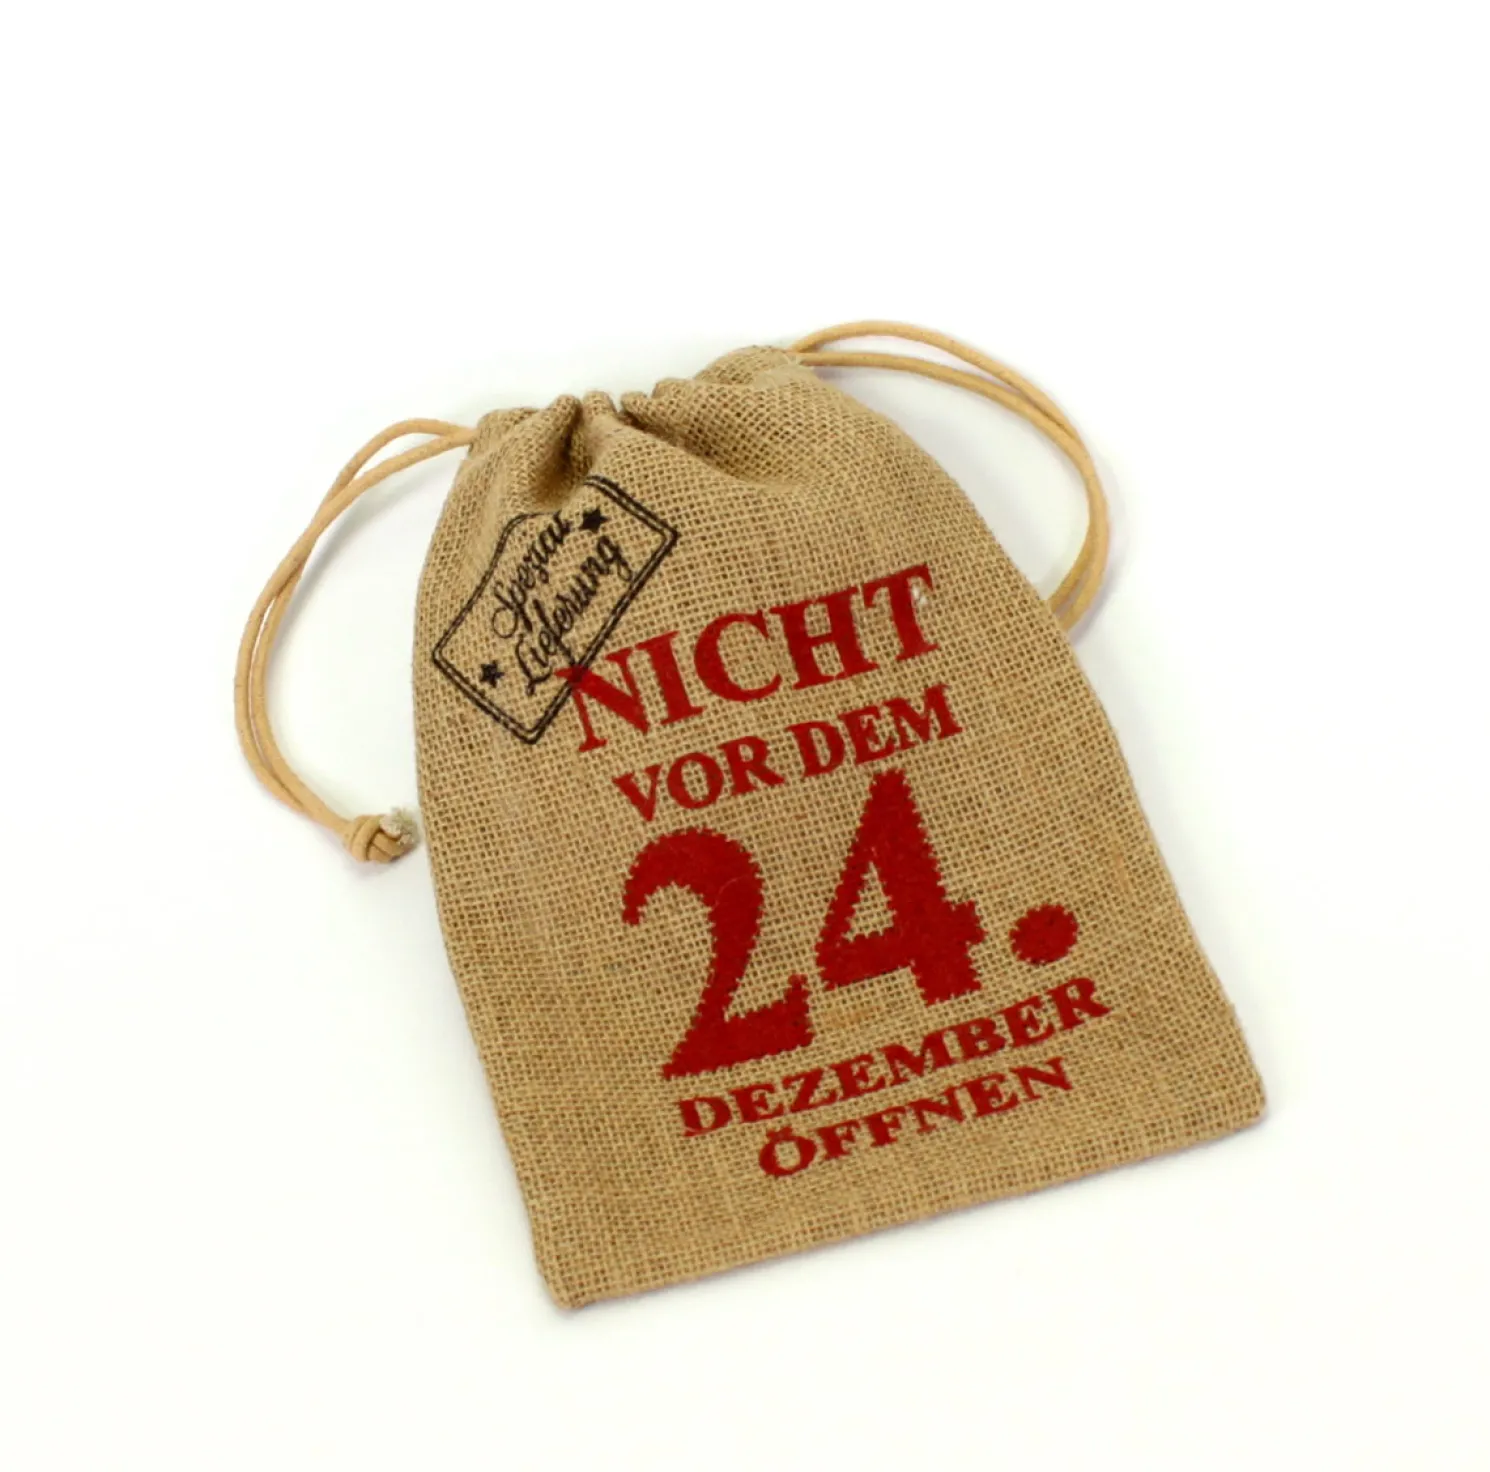 Spezial
Lieferung
NICHT
VOR DEM
24.
DEZEMBER
ÖFFNEN